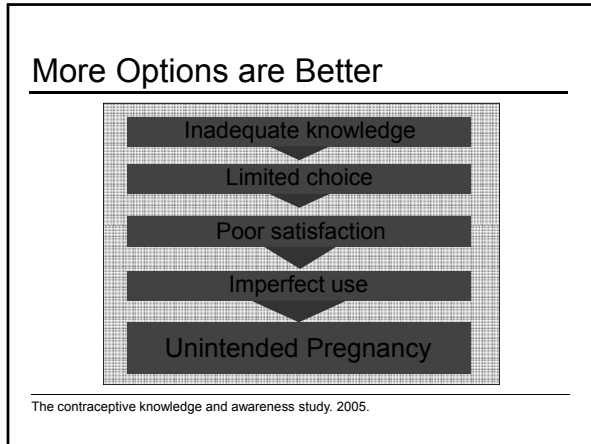 More Options are Better
Inadequate knowledge
Limited choice
Poor satisfaction
Imperfect use
Unintended Pregnancy
The contraceptive knowledge and awareness study. 2005.